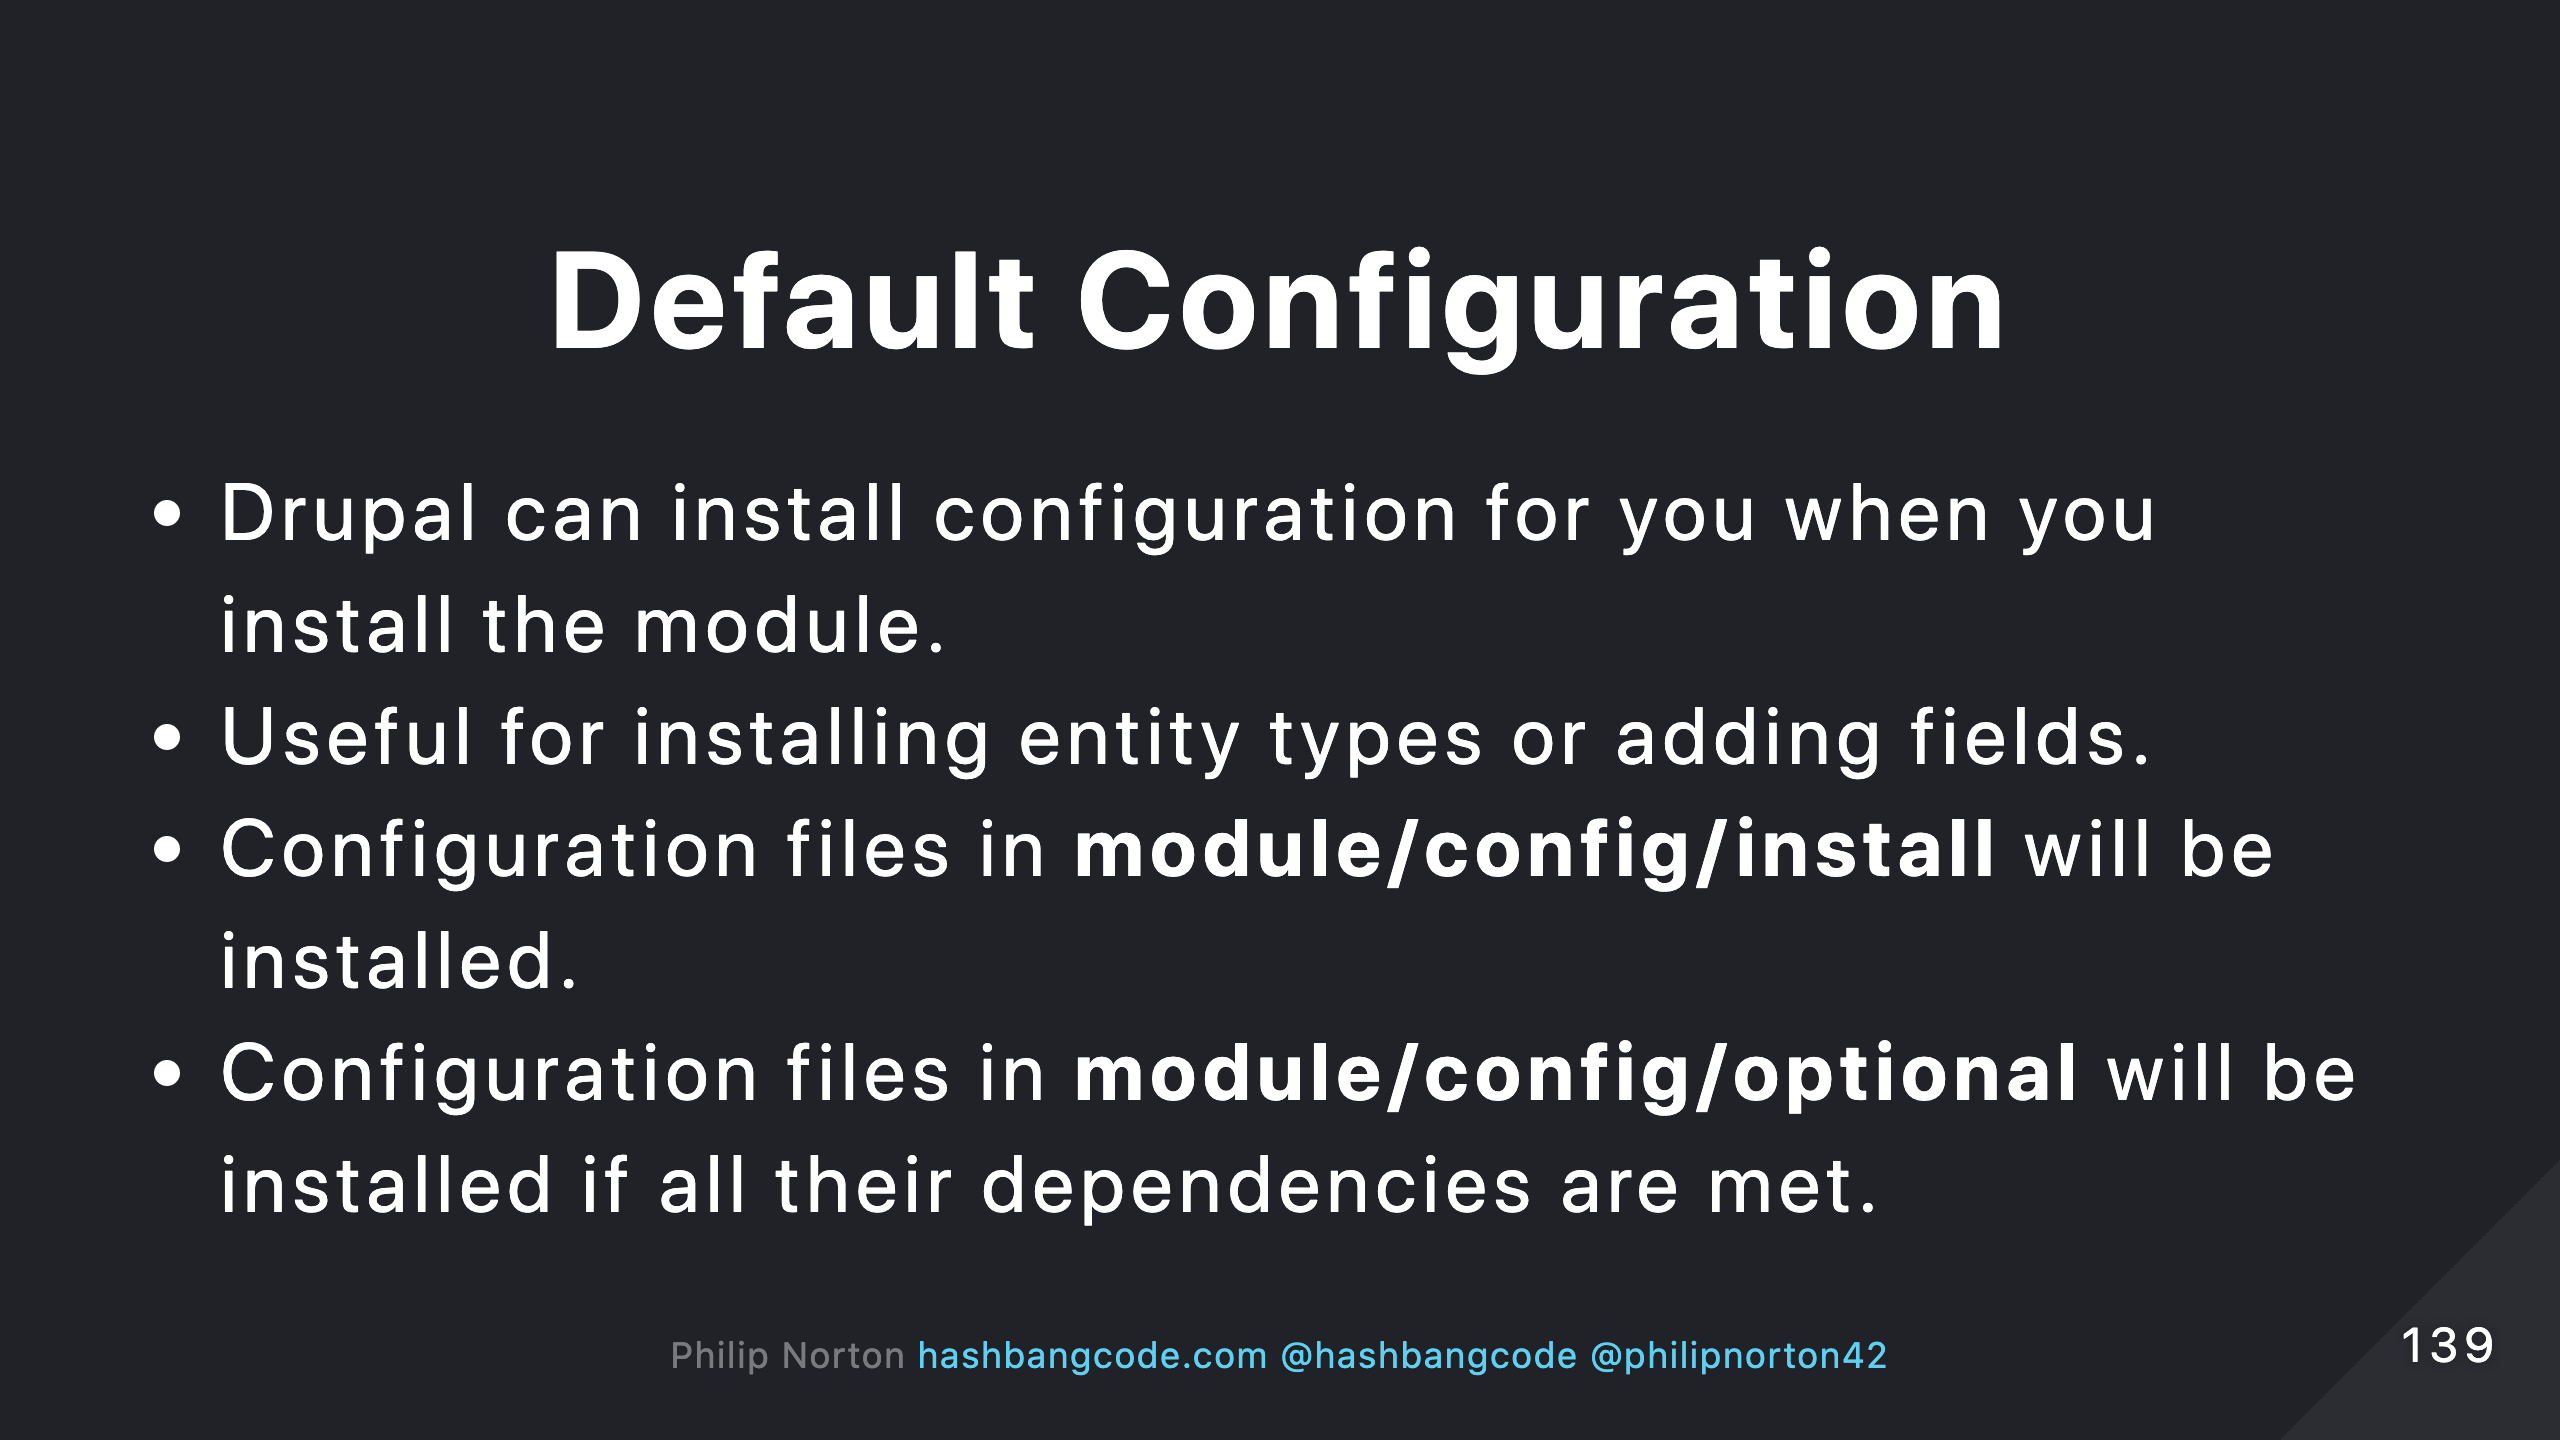 Default Configuration
• Drupal can install configuration for you when you
install the module.
• Useful for installing entity types or adding fields.
• Configuration files in module/config/install will be
installed.
• Configuration files in module/config/optional will be
installed if all their dependencies are met.
Philip Norton hashbangcode.com @hashbangcode @philipnorton42
139